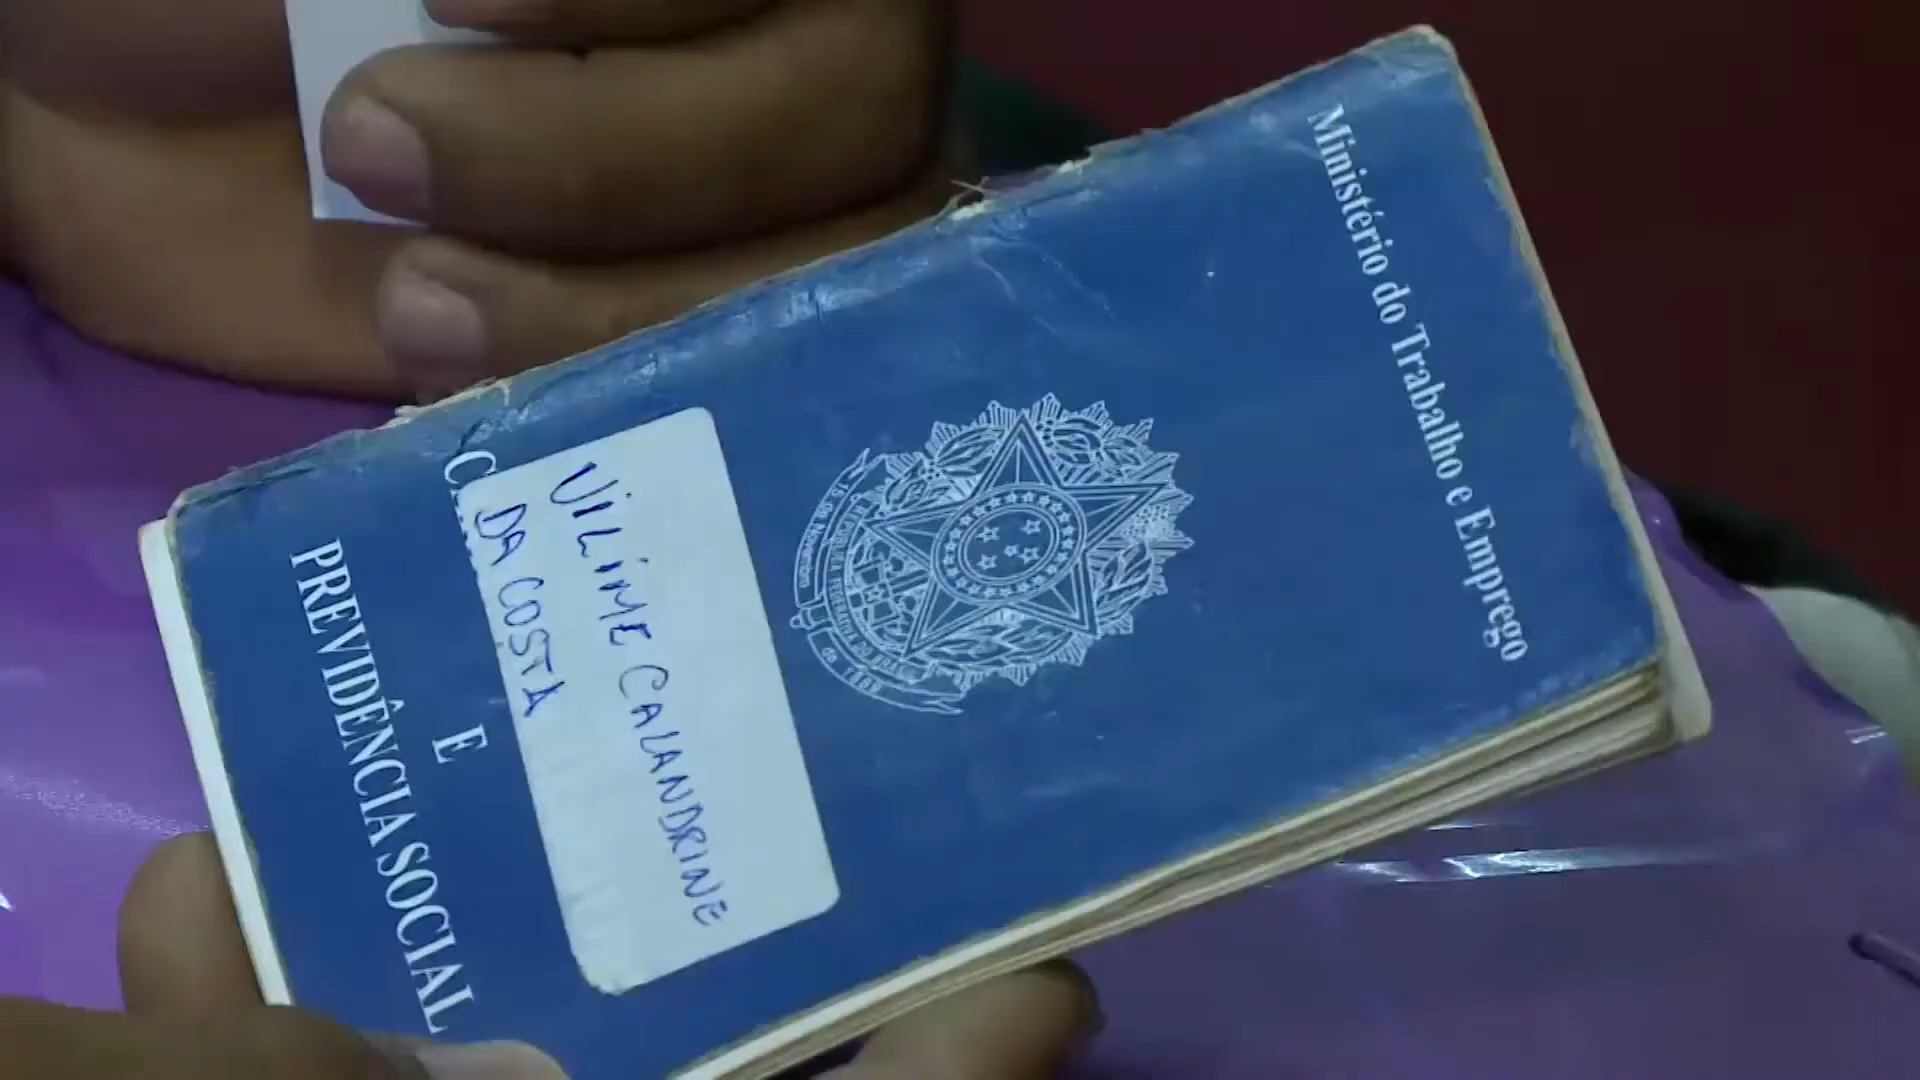 Ministério do Trabalho e Emprego
VILIME CALANDRINE
DA COSTA
E
PREVIDÊNCIA SOCIAL